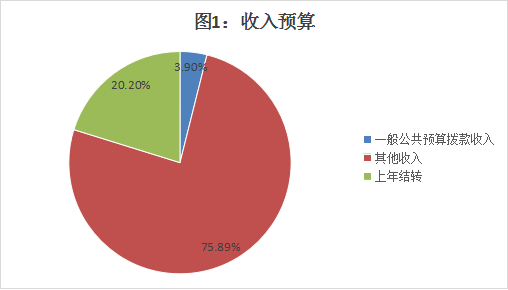 图1：收入预算
3.90%
20.20%
75.89%
一般公共预算拨款收入
其他收入
上年结转